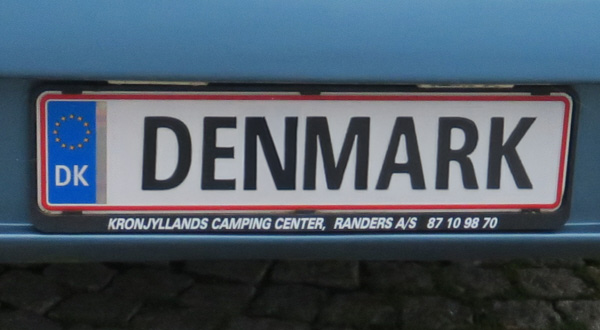 DK
DENMARK
KRONJYLLANDS CAMPING CENTER, RANDERS A/S 87 10 98 70